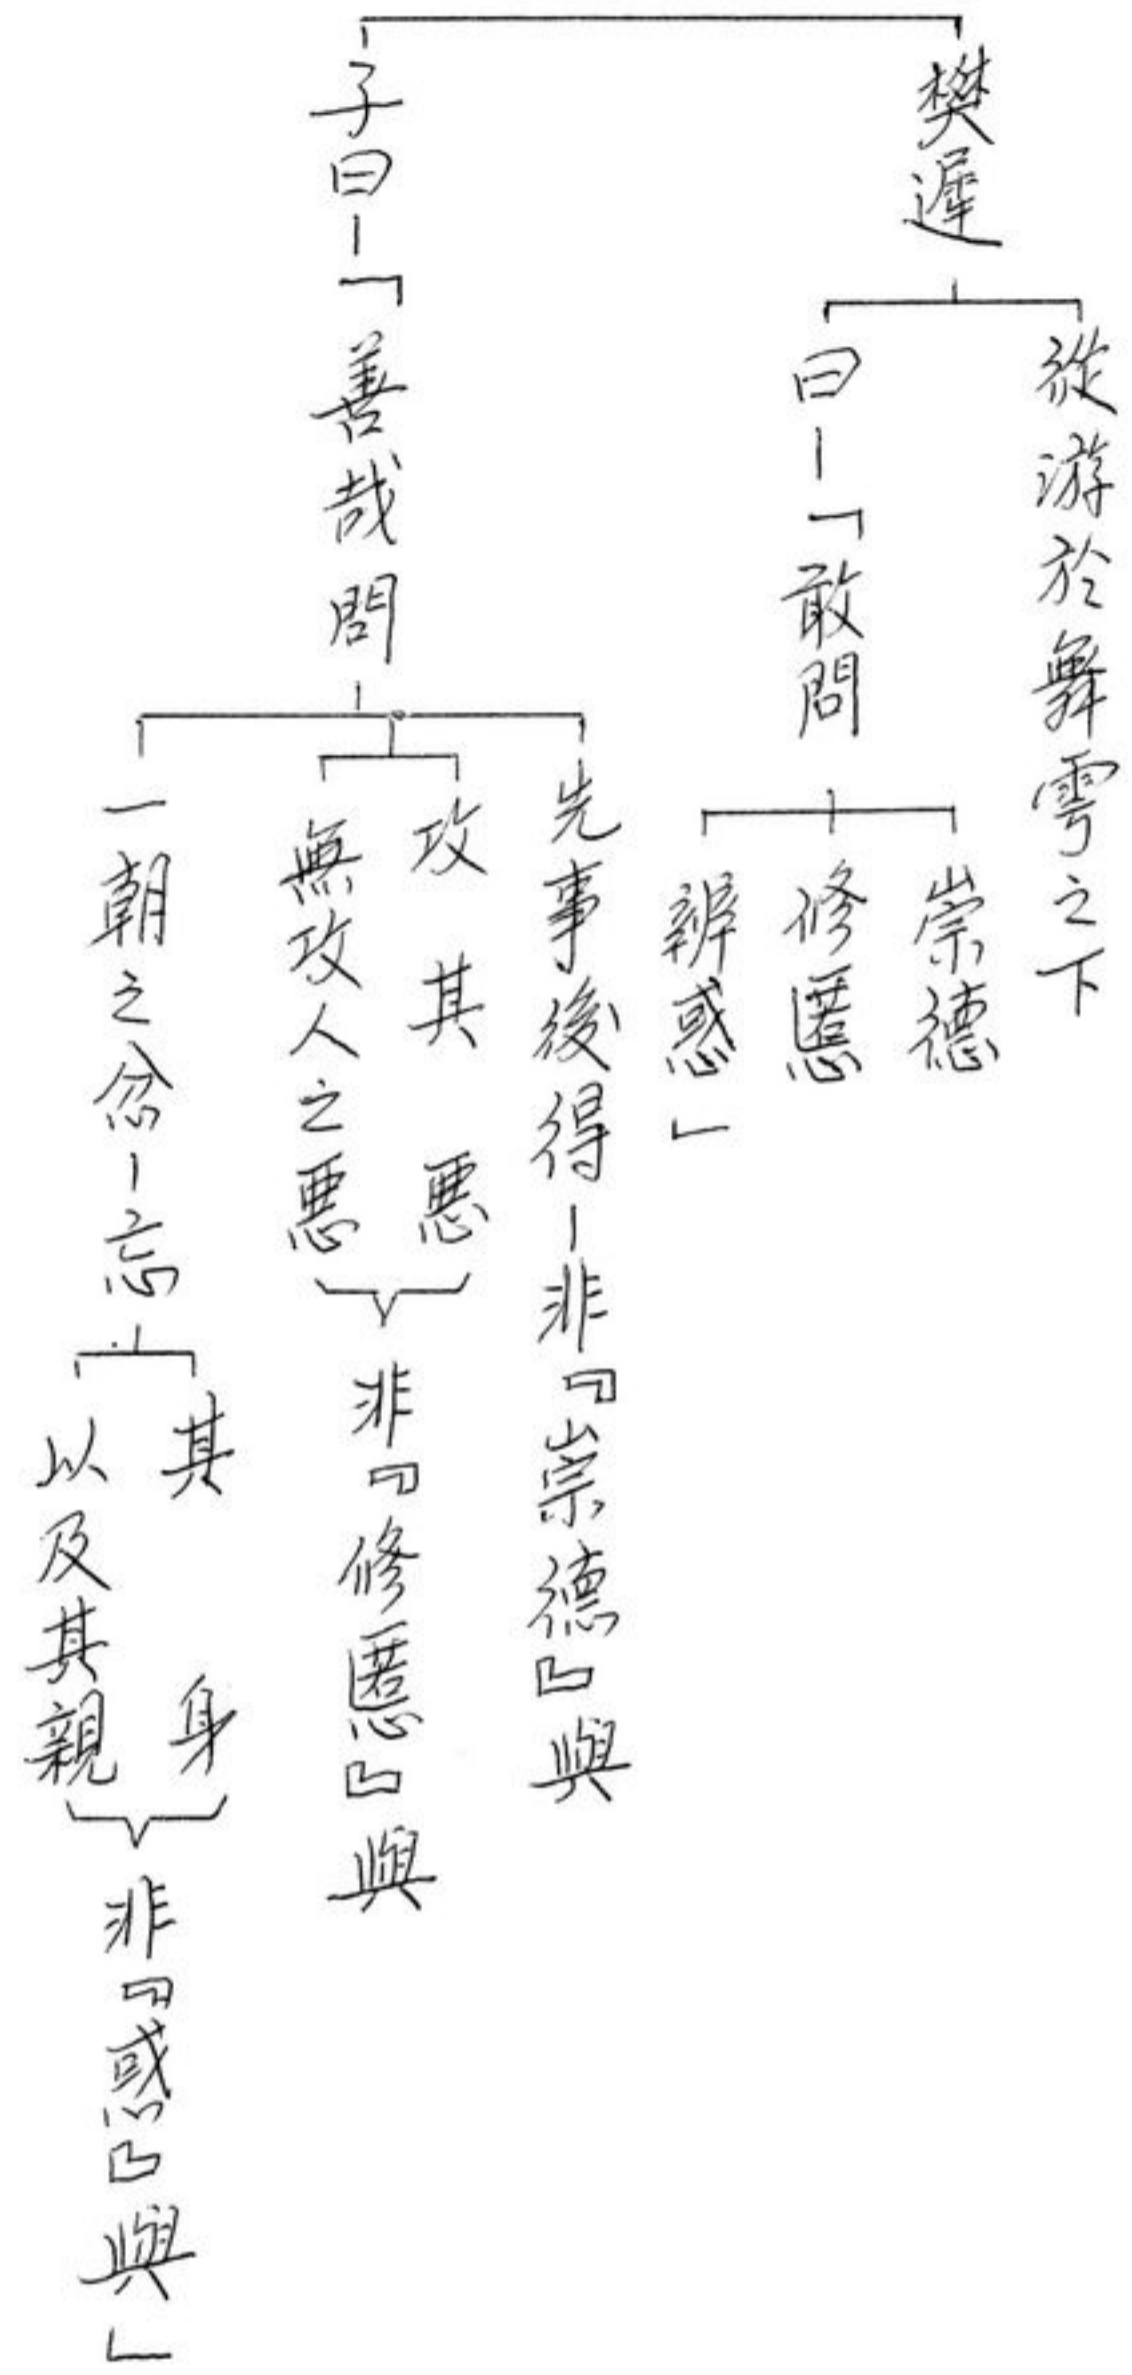 樊遲
從游於舞雩之下
曰－「敢問
崇德
修慝
辨惑」
子曰－「善哉問
先事後得－非『崇德』與
攻其惡
無攻人之惡
非『修慝』與
一朝之忿－忘
其身
以及其親
非『惑』與」